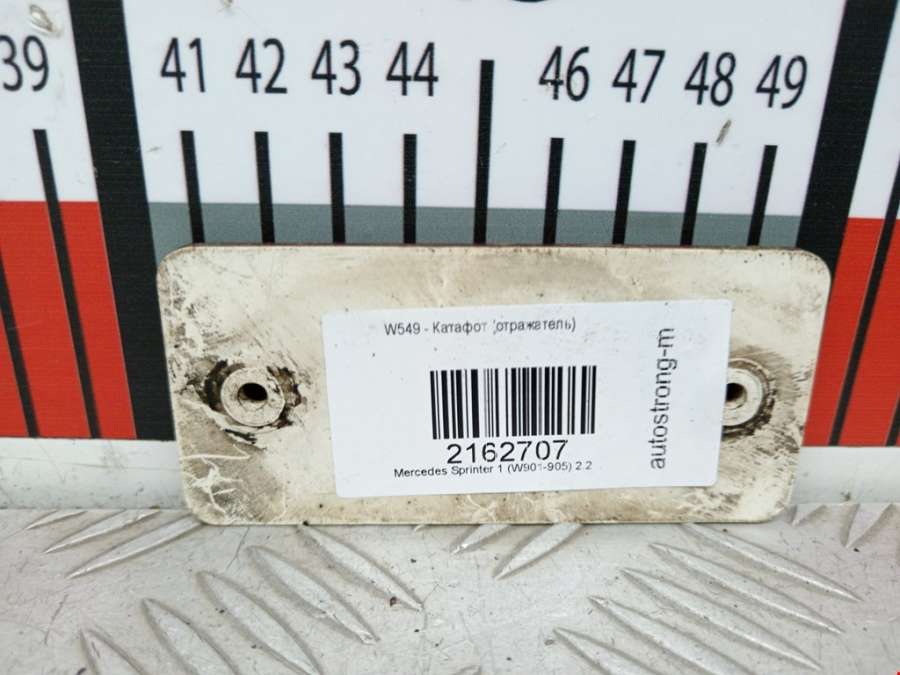 39 41 42 43 44 46 47 48 49
W549 - Катафот (отражатель)
2162707
Mercedes Sprinter 1 (W901-905) 2.2
autostrong-m